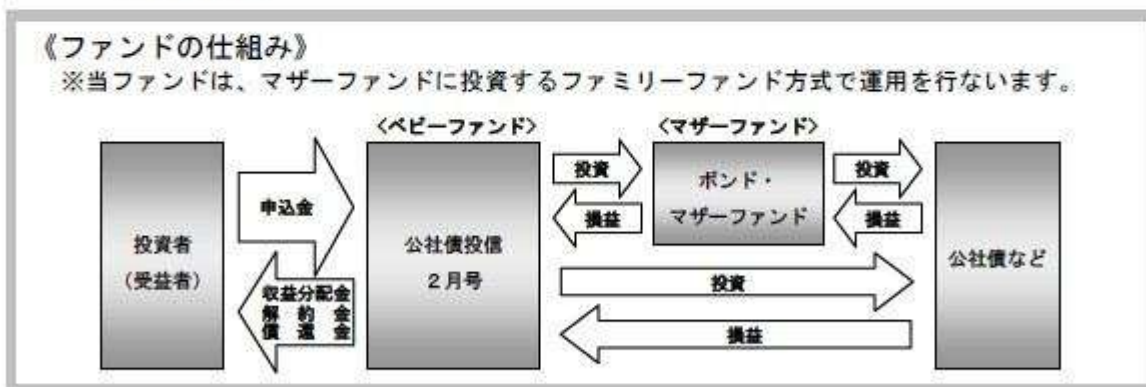 《ファンドの仕組み》
※当ファンドは、マザーファンドに投資するファミリーファンド方式で運用を行ないます。
〈ベビーファンド〉
〈マザーファンド〉
投資者
(受益者)
申込金
収益分配金
解約金
償還金
公社債投信
2月号
投資
損益
ボンド・
マザーファンド
投資
損益
投資
損益
公社債など